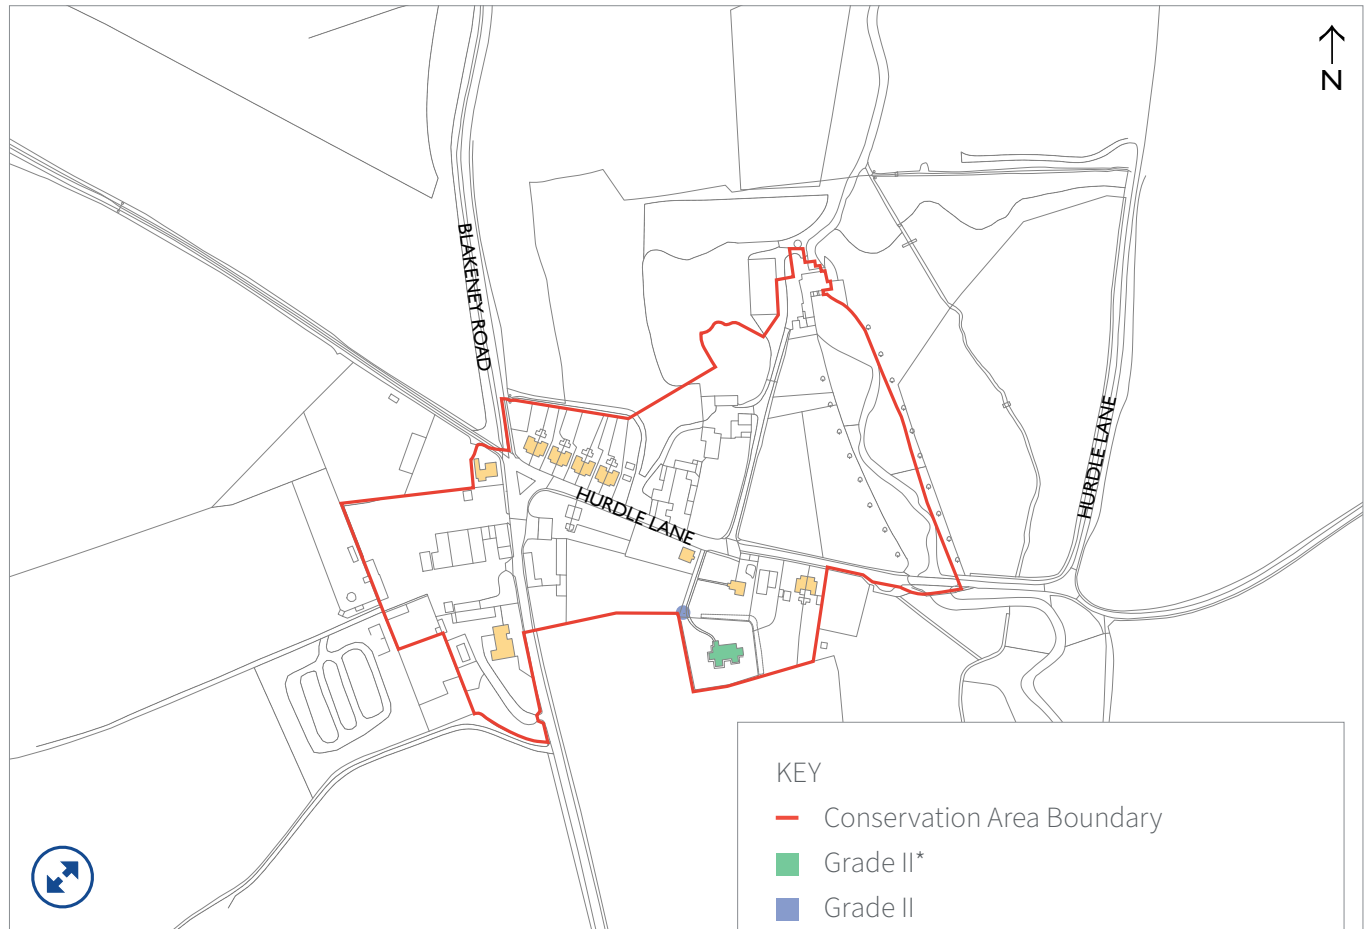 N
BLAKENEY ROAD
HURDLE LANE
HURDLE LANE
KEY
Conservation Area Boundary
Grade II*
Grade II